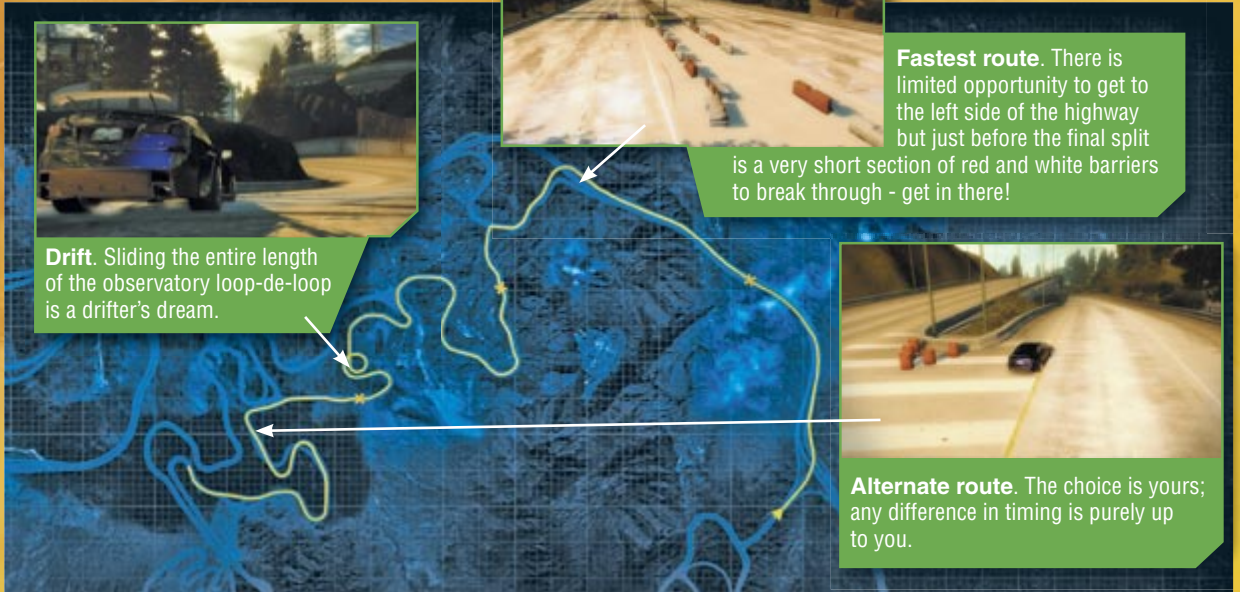 Drift. Sliding the entire length
of the observatory loop-de-loop
is a drifter's dream.
Fastest route. There is
limited opportunity to get to
the left side of the highway
but just before the final split
is a very short section of red and white barriers
to break through - get in there!
Alternate route. The choice is yours;
any difference in timing is purely up
to you.